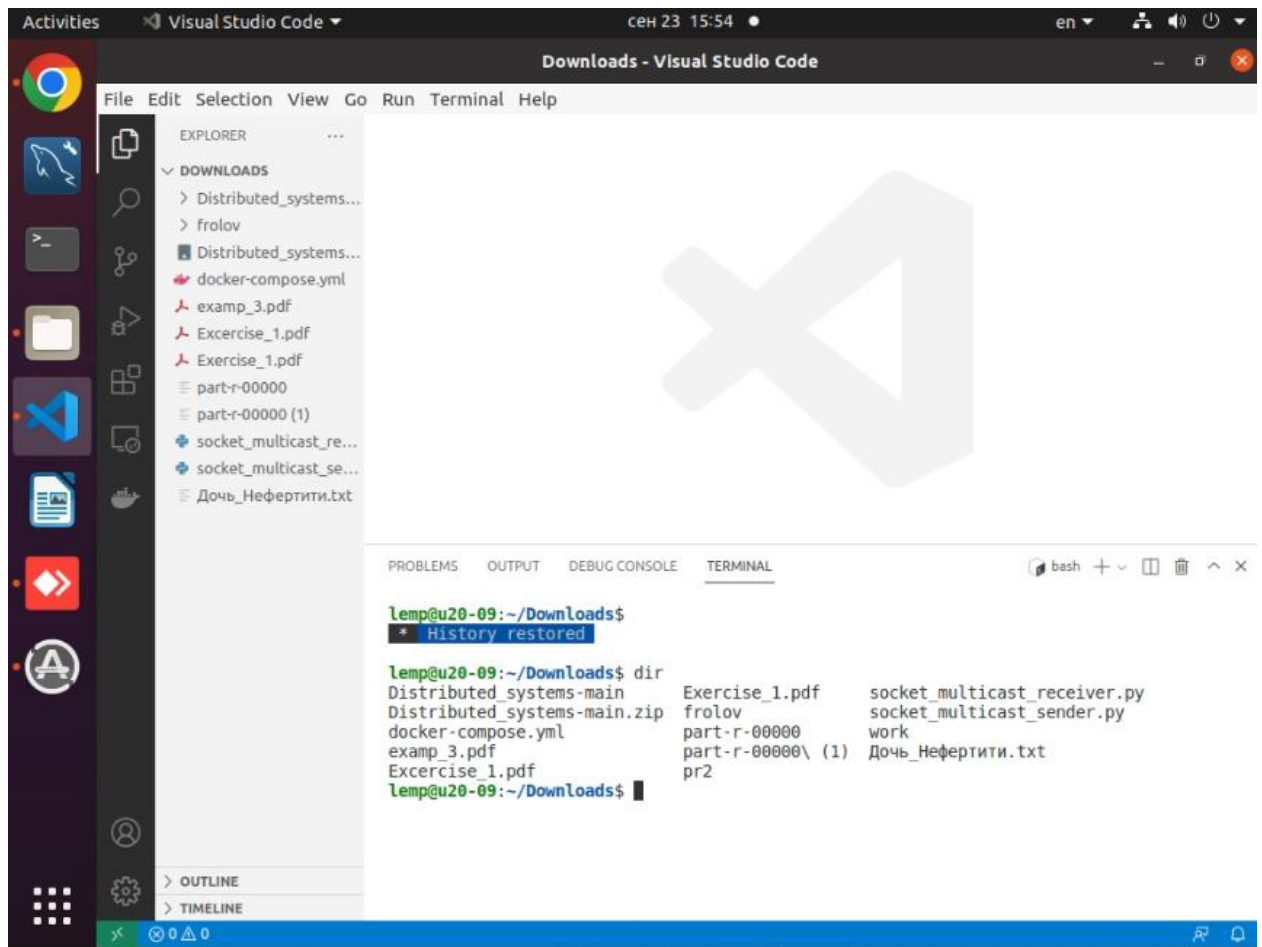 Activities Visual Studio Code сен 23 15:54 en
Downloads - Visual Studio Code
File Edit Selection View Go Run Terminal Help
EXPLORER ...
DOWNLOADS
Distributed_systems...
frolov
Distributed_systems...
docker-compose.yml
examp_3.pdf
Excercise_1.pdf
Exercise_1.pdf
part-r-00000
part-r-00000 (1)
socket_multicast_re...
socket_multicast_se...
Дочь_Нефертити.txt
OUTLINE
TIMELINE
PROBLEMS OUTPUT DEBUG CONSOLE TERMINAL bash
lemp@u20-09:~/Downloads$
* History restored
lemp@u20-09:~/Downloads$ dir
Distributed_systems-main Exercise_1.pdf socket_multicast_receiver.py
Distributed_systems-main.zip frolov socket_multicast_sender.py
docker-compose.yml part-r-00000 work
examp_3.pdf part-r-00000\ (1) Дочь_Нефертити.txt
Excercise_1.pdf pr2
lemp@u20-09:~/Downloads$
0 0